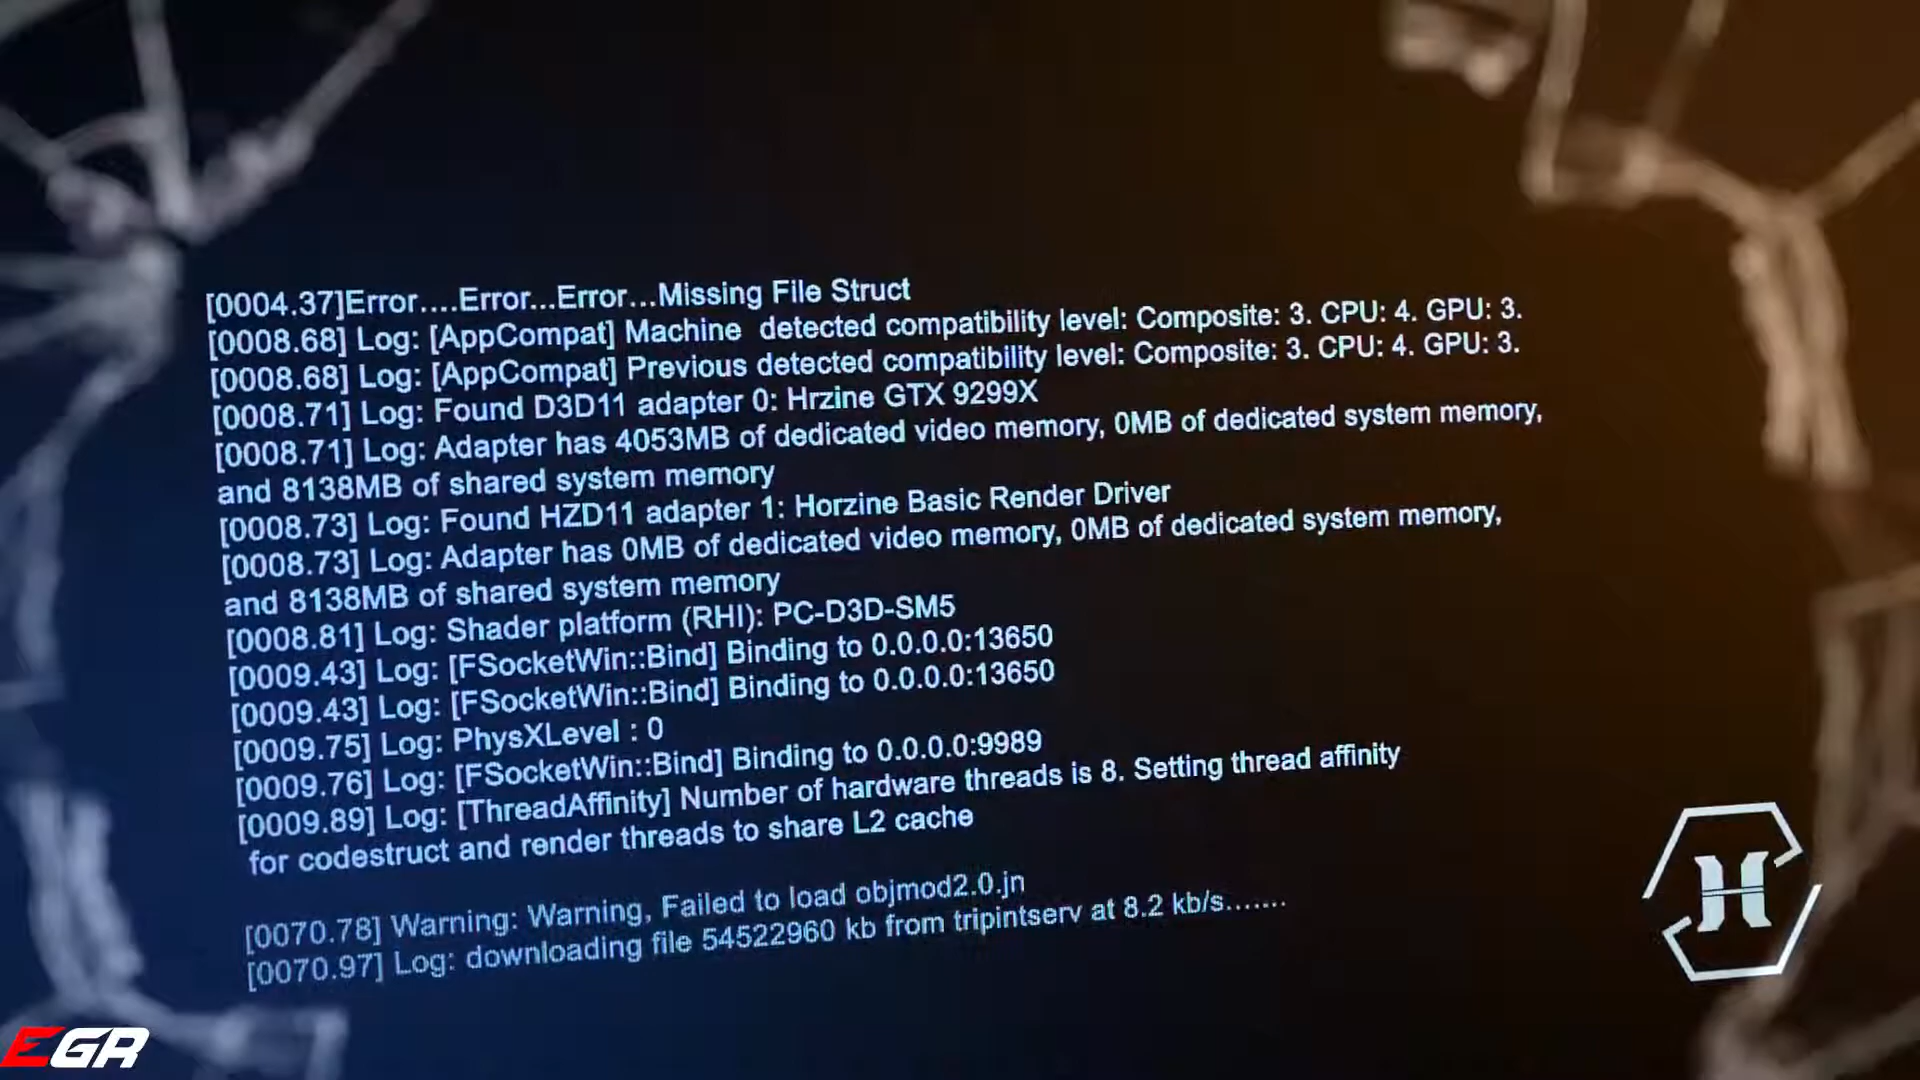 [0004.37]Error....Error...Error...Missing File Struct
[0008.68] Log: [AppCompat] Machine  detected compatibility level: Composite: 3. CPU: 4. GPU: 3.
[0008.68] Log: [AppCompat] Previous detected compatibility level: Composite: 3. CPU: 4. GPU: 3.
[0008.71] Log: Found D3D11 adapter 0: Hrzine GTX 9299X
[0008.71] Log: Adapter has 4053MB of dedicated video memory, 0MB of dedicated system memory,
and 8138MB of shared system memory
[0008.73] Log: Found HZD11 adapter 1: Horzine Basic Render Driver
[0008.73] Log: Adapter has 0MB of dedicated video memory, 0MB of dedicated system memory,
and 8138MB of shared system memory
[0008.81] Log: Shader platform (RHI): PC-D3D-SM5
[0009.43] Log: [FSocketWin::Bind] Binding to 0.0.0.0:13650
[0009.43] Log: [FSocketWin::Bind] Binding to 0.0.0.0:13650
[0009.75] Log: PhysXLevel : 0
[0009.76] Log: [FSocketWin::Bind] Binding to 0.0.0.0:9989
[0009.89] Log: [ThreadAffinity] Number of hardware threads is 8. Setting thread affinity
for codestruct and render threads to share L2 cache
[0070.78] Warning: Warning, Failed to load objmod2.0.jn
[0070.97] Log: downloading file 54522960 kb from tripintserv at 8.2 kb/s.......
H
EGR